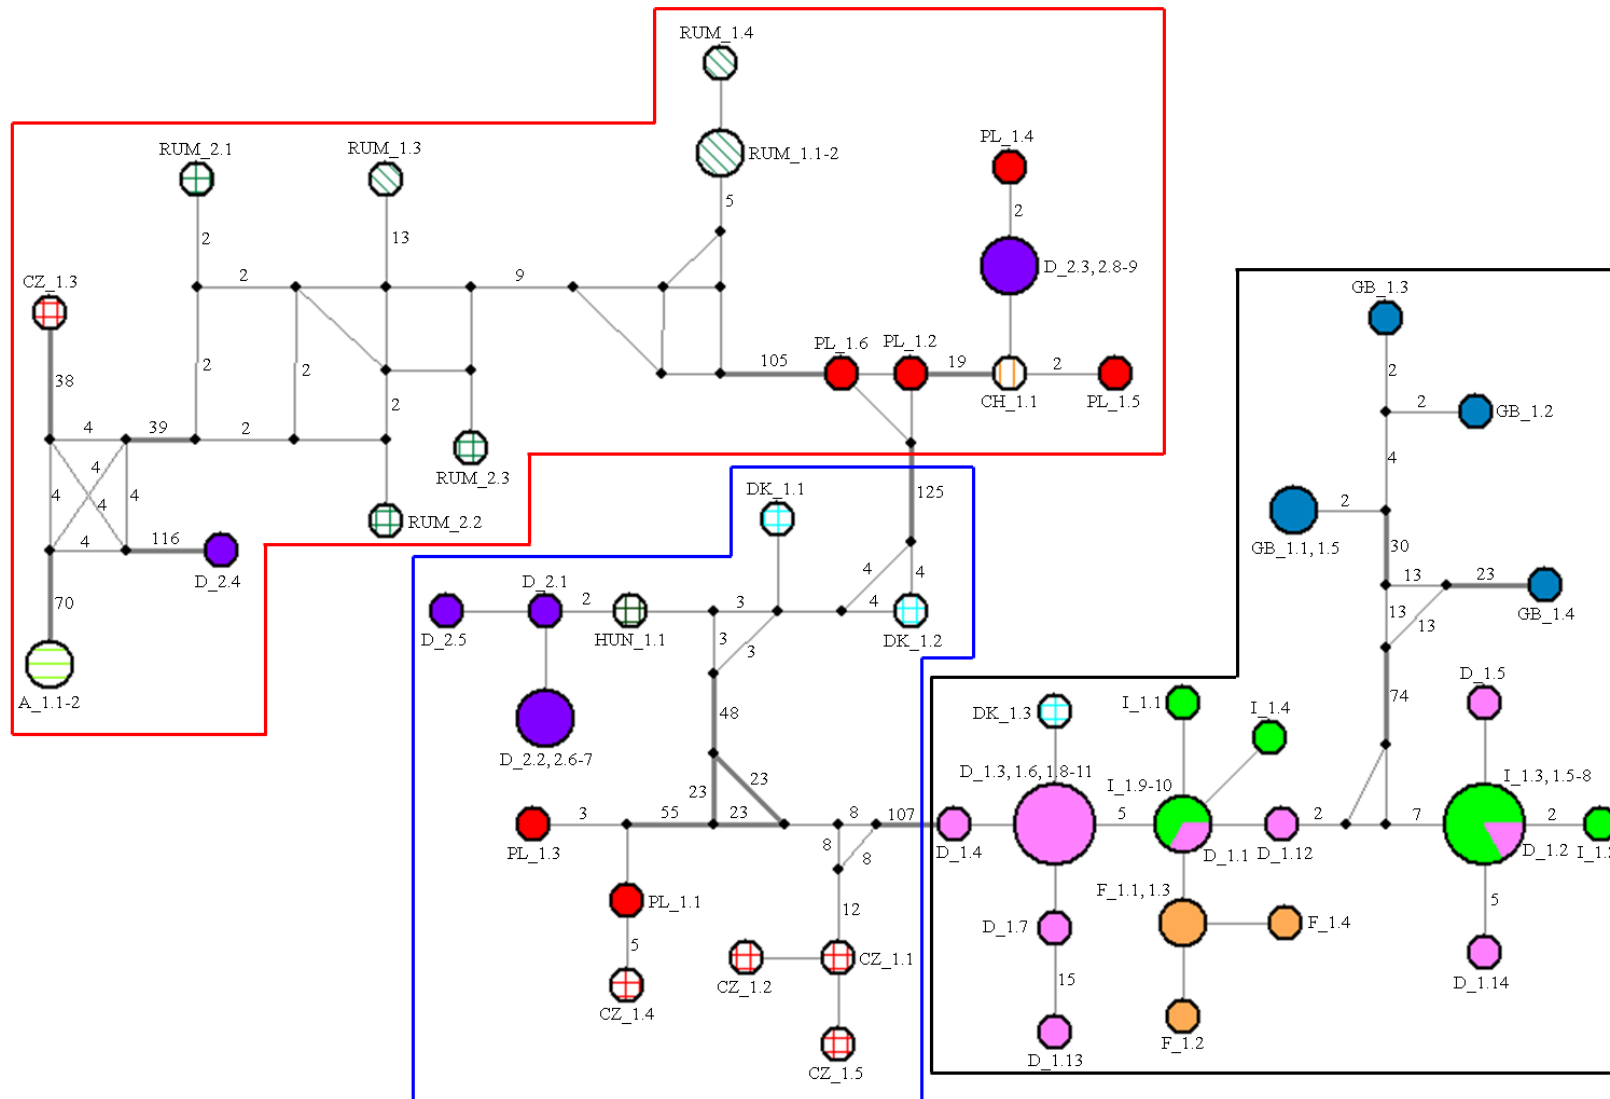 RUM_1.4
RUM_2.1
RUM_1.3
RUM_1.1-2
PL_1.4
5
2
2
13
D_2.3, 2.8-9
CZ_1.3
2
9
GB_1.3
PL_1.6
PL_1.2
105
19
2
CH_1.1
PL_1.5
38
2
2
2
2
GB_1.2
2
4
39
2
4
4
4
4
RUM_2.3
4
2
125
DK_1.1
RUM_2.2
GB_1.1, 1.5
4
116
30
D_2.4
4
4
13
23
D_2.1
70
2
3
4
GB_1.4
D_2.5
HUN_1.1
DK_1.2
13
13
3
3
D_1.5
A_1.1-2
I_1.1
74
48
DK_1.3
I_1.4
D_2.2, 2.6-7
D_1.3, 1.6, 1.8-11
I_1.9-10
I_1.3, 1.5-8
23
23
3
55
23
8
107
5
2
7
2
PL_1.3
8
8
D_1.4
D_1.1
D_1.12
D_1.2
F_1.1, 1.3
PL_1.1
12
5
D_1.7
F_1.4
5
CZ_1.1
CZ_1.2
15
D_1.14
CZ_1.4
F_1.2
D_1.13
CZ_1.5